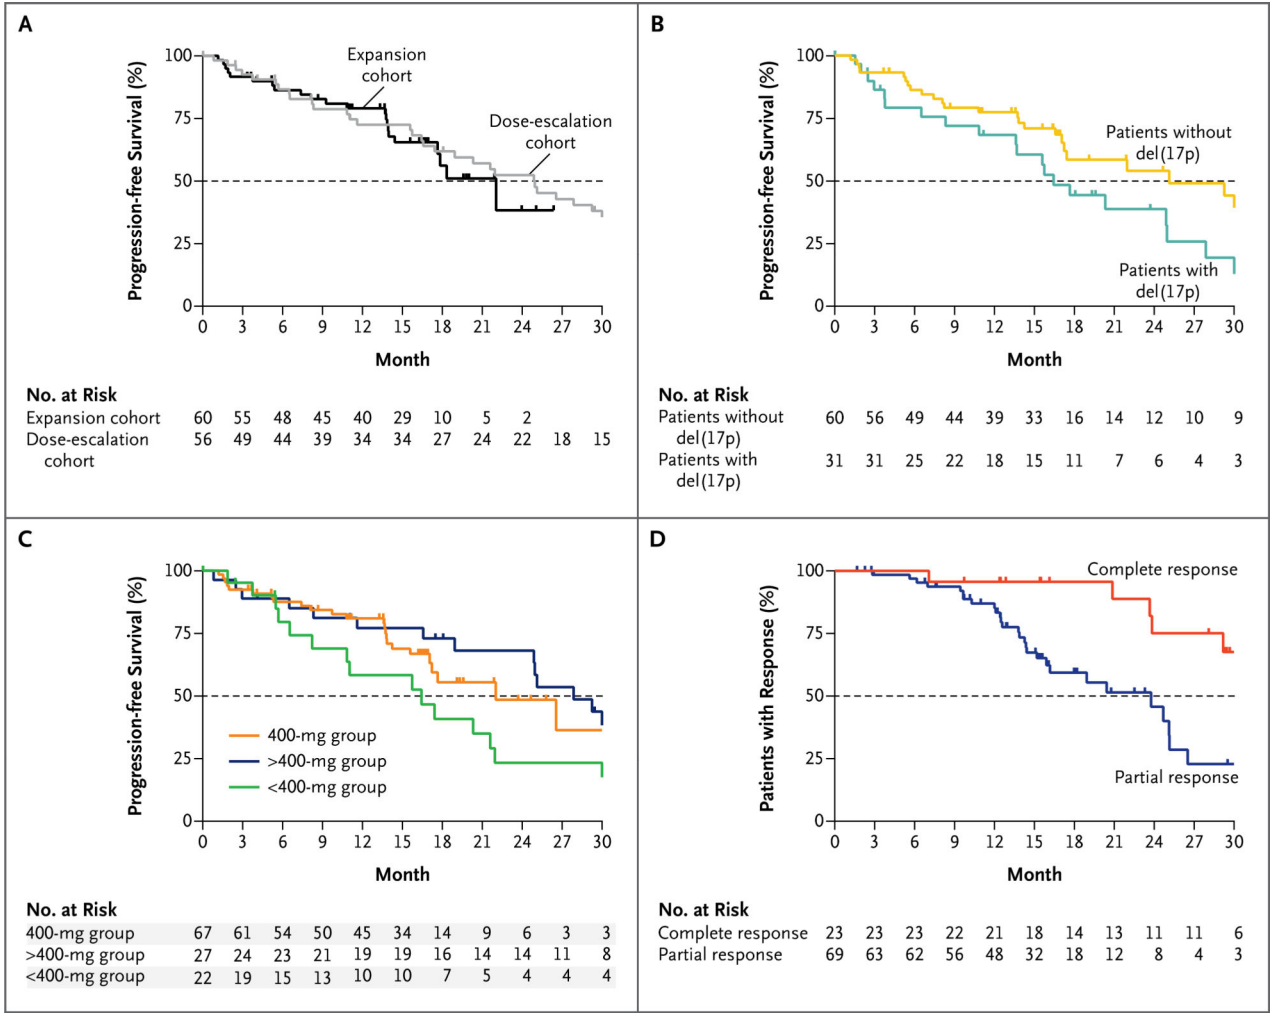 A
Progression-free Survival (%)
100
75
50
25
0
Expansion
cohort
Dose-escalation
cohort
0 3 6 9 12 15 18 21 24 27 30
Month
No. at Risk
Expansion cohort 60 55 48 45 40 29 10 5 2
Dose-escalation 56 49 44 39 34 34 27 24 22 18 15
cohort
B
Progression-free Survival (%)
100
75
50
25
0
Patients without
del(17p)
Patients with
del(17p)
0 3 6 9 12 15 18 21 24 27 30
Month
No. at Risk
Patients without 60 56 49 44 39 33 16 14 12 10 9
del(17p)
Patients with 31 31 25 22 18 15 11 7 6 4 3
del(17p)
C
Progression-free Survival (%)
100
75
50
25
0
400-mg group
>400-mg group
<400-mg group
0 3 6 9 12 15 18 21 24 27 30
Month
No. at Risk
400-mg group 67 61 54 50 45 34 14 9 6 3 3
>400-mg group 27 24 23 21 19 19 16 14 14 11 8
<400-mg group 22 19 15 13 10 10 7 5 4 4 4
D
Patients with Response (%)
100
75
50
25
0
Complete response
Partial response
0 3 6 9 12 15 18 21 24 27 30
Month
No. at Risk
Complete response 23 23 23 22 21 18 14 13 11 11 6
Partial response 69 63 62 56 48 32 18 12 8 4 3